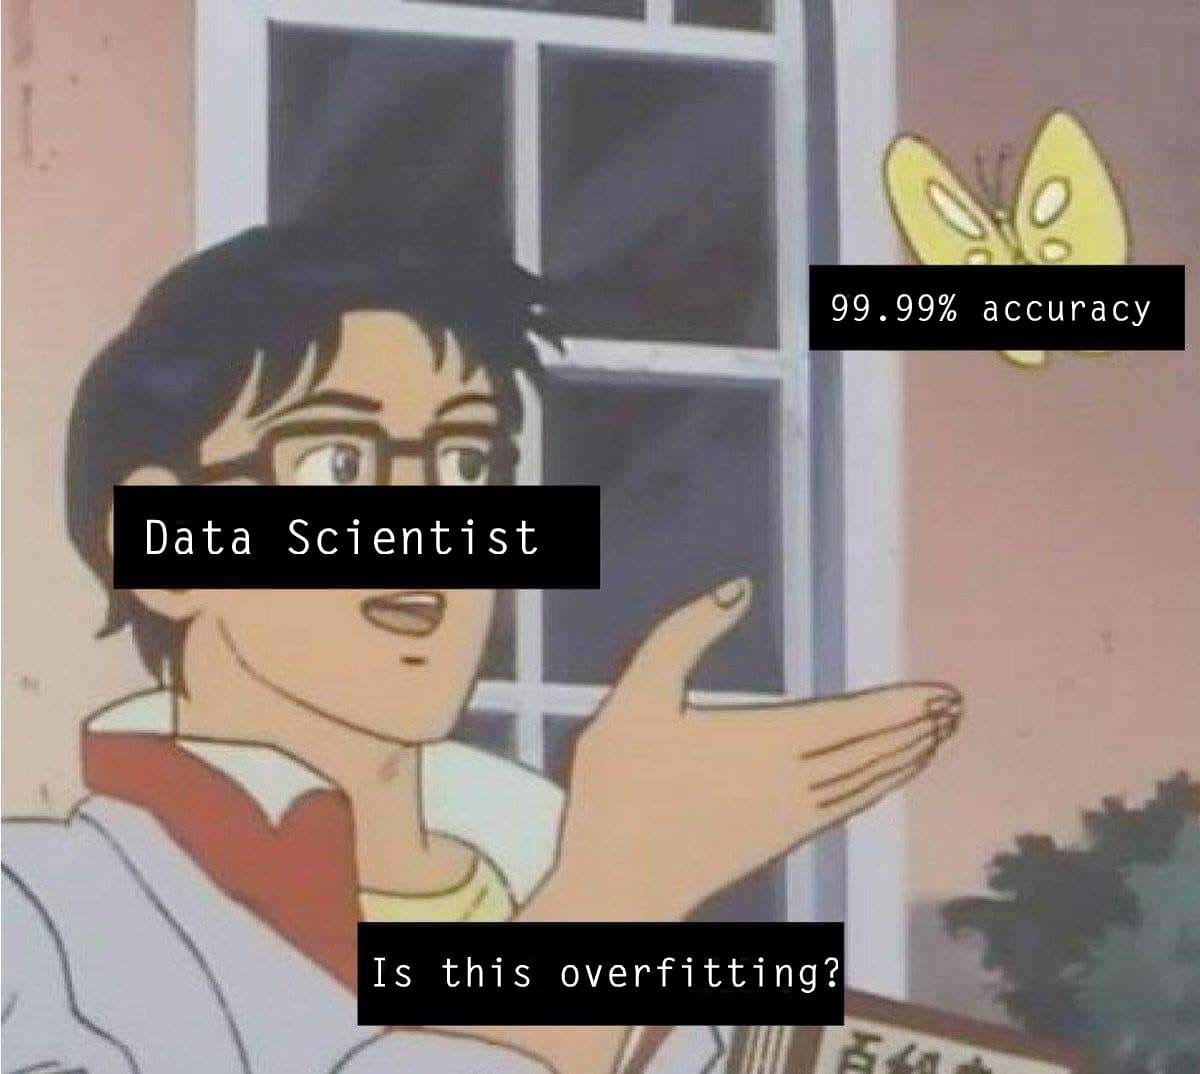 99.99% accuracy
Data Scientist
Is this overfitting?